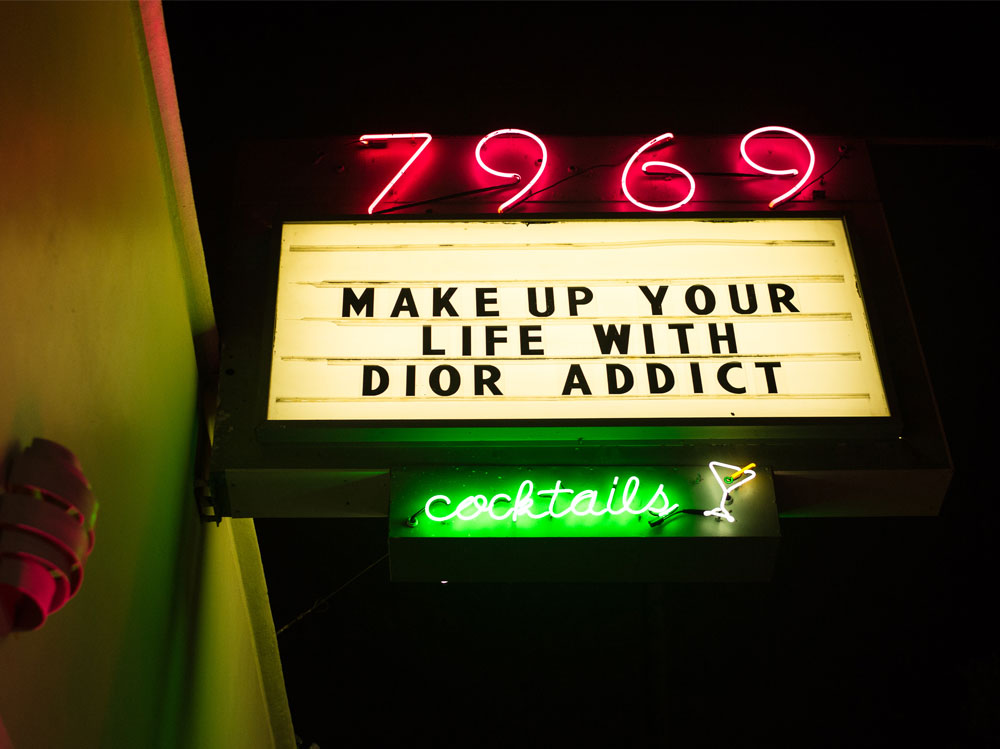 7969
MAKE UP YOUR
LIFE WITH
DIOR ADDICT
cocktails